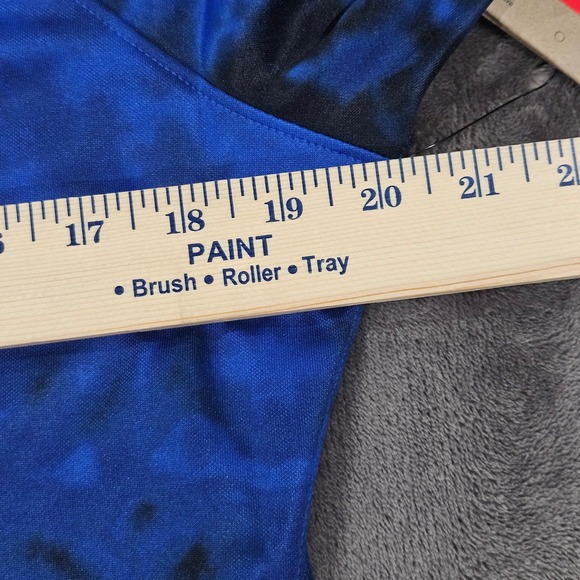 17 18 19 20 21
PAINT
• Brush • Roller • Tray